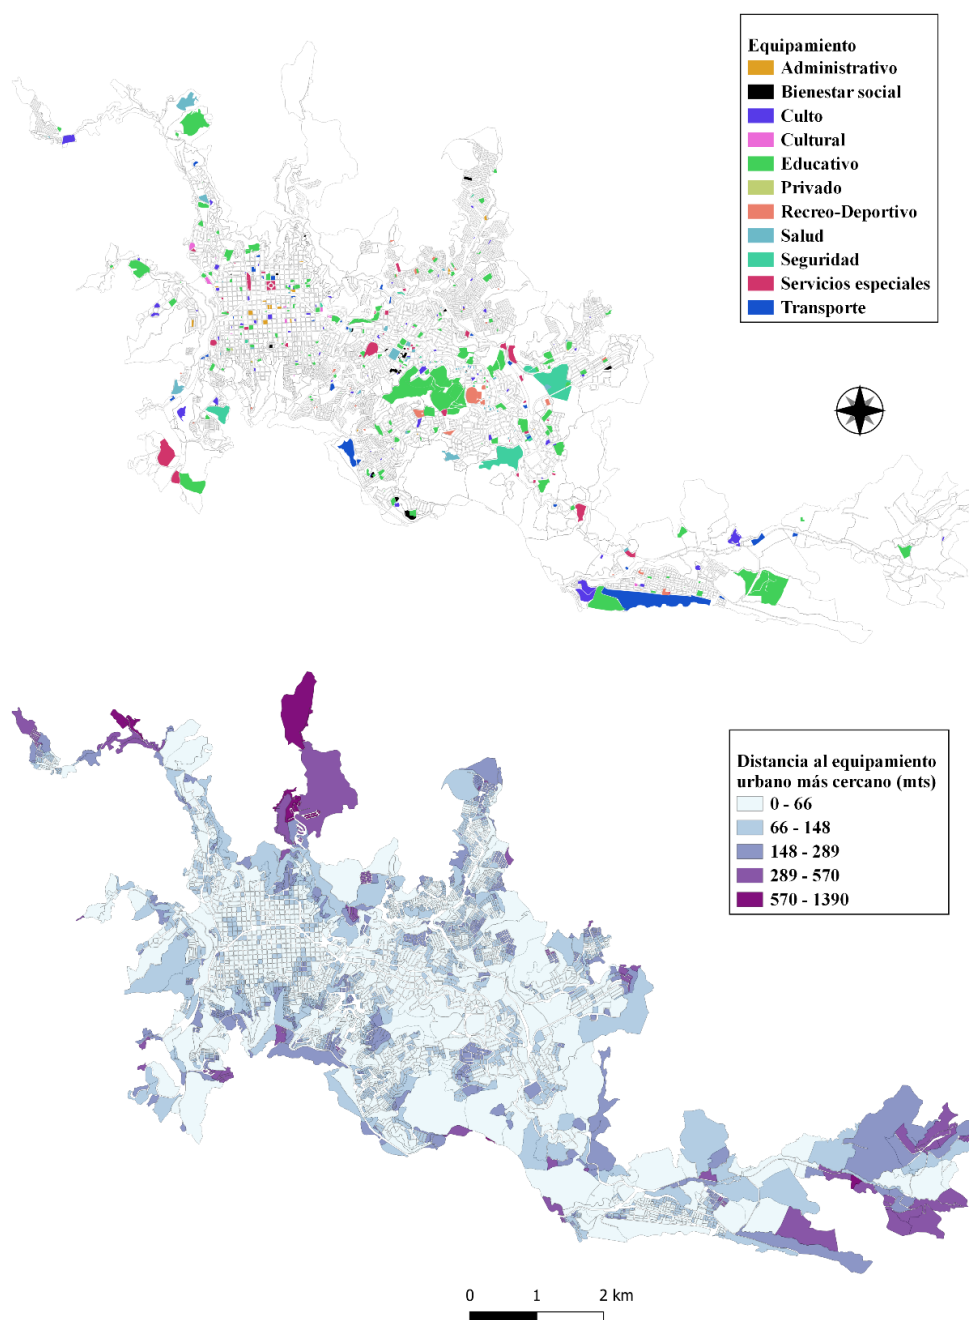 Equipamiento
Administrativo
Bienestar social
Culto
Cultural
Educativo
Privado
Recreo-Deportivo
Salud
Seguridad
Servicios especiales
Transporte
Distancia al equipamiento
urbano más cercano (mts)
0 - 66
66 - 148
148 - 289
289 - 570
570 - 1390
0 1 2 km